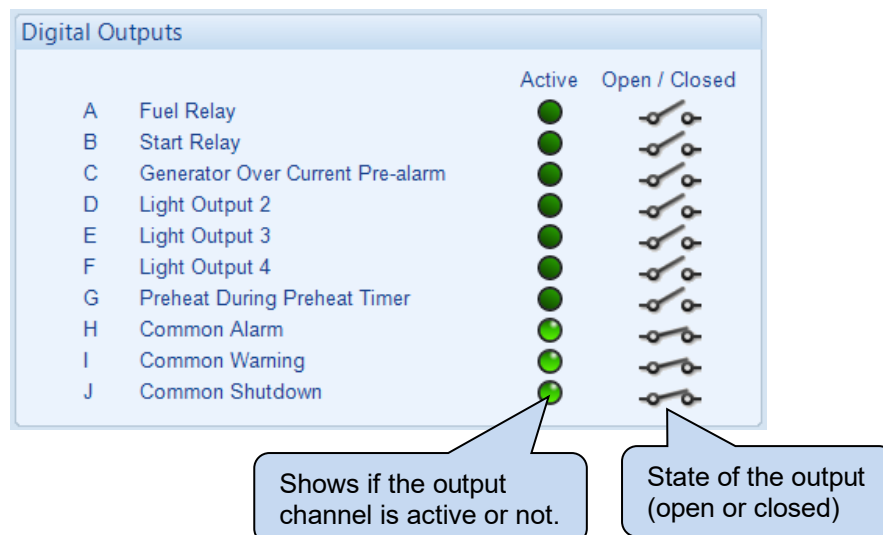 Digital Outputs
Active Open / Closed
A Fuel Relay
B Start Relay
C Generator Over Current Pre-alarm
D Light Output 2
E Light Output 3
F Light Output 4
G Preheat During Preheat Timer
H Common Alarm
I Common Warning
J Common Shutdown
Shows if the output
channel is active or not.
State of the output
(open or closed)